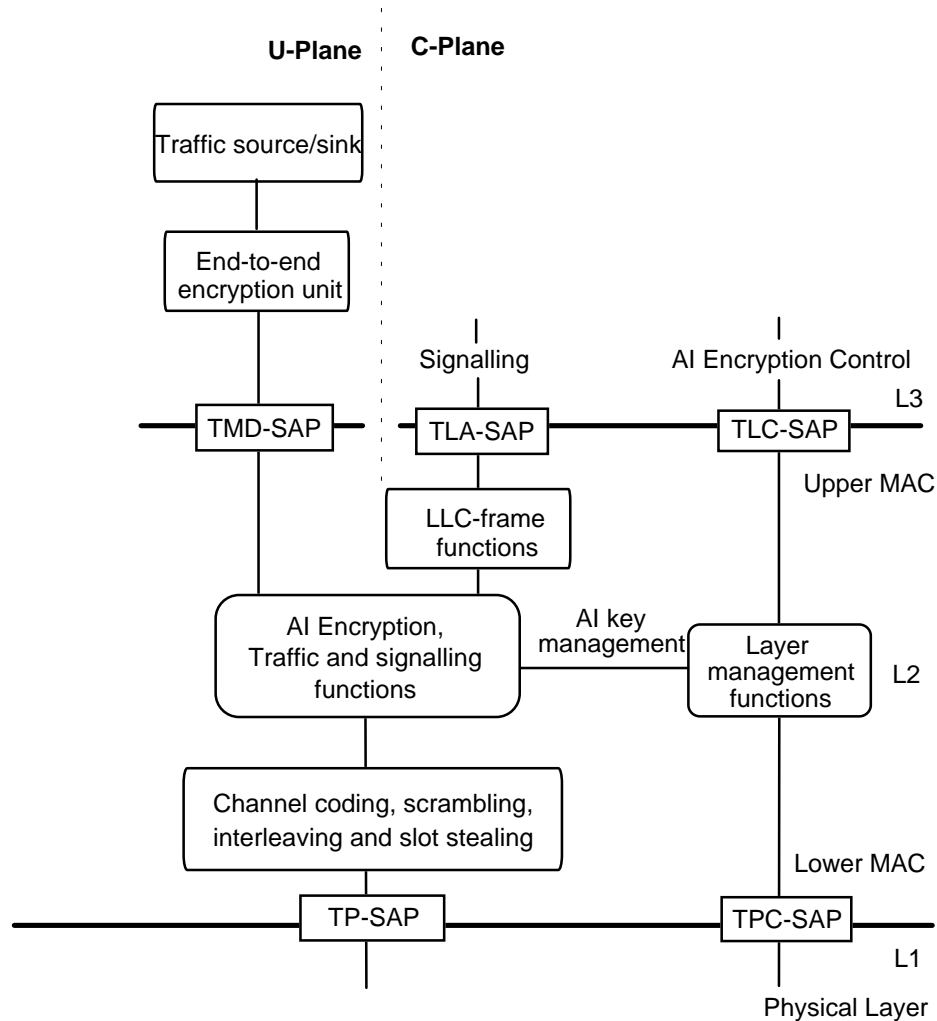 U-Plane
C-Plane
Traffic source/sink
End-to-end
encryption unit
Signalling
AI Encryption Control
L3
TMD-SAP
TLA-SAP
TLC-SAP
Upper MAC
LLC-frame
functions
AI Encryption,
Traffic and signalling
functions
AI key
management
Layer
management
functions
L2
Channel coding, scrambling,
interleaving and slot stealing
Lower MAC
TP-SAP
TPC-SAP
L1
Physical Layer